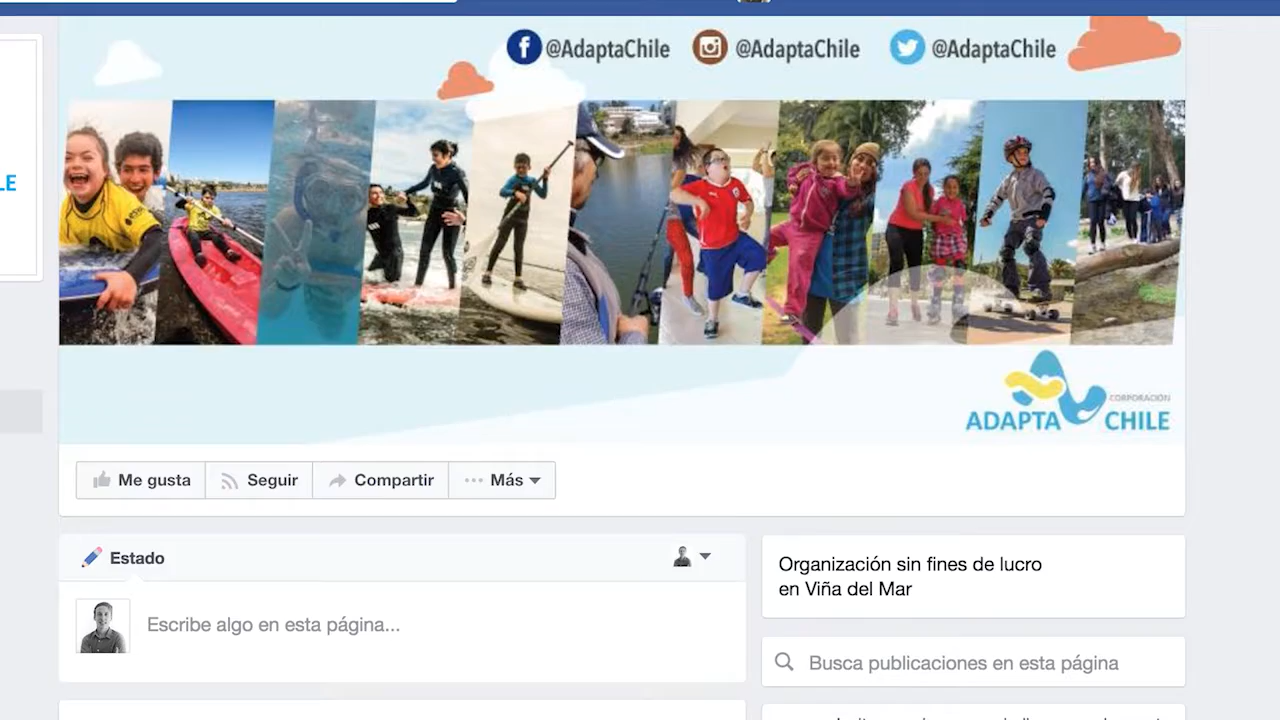 @AdaptaChile @AdaptaChile @AdaptaChile
LE
CORPORACIÓN
ADAPTA CHILE
Me gusta Seguir Compartir Más
Estado
Escribe algo en esta página...
Organización sin fines de lucro
en Viña del Mar
Busca publicaciones en esta página